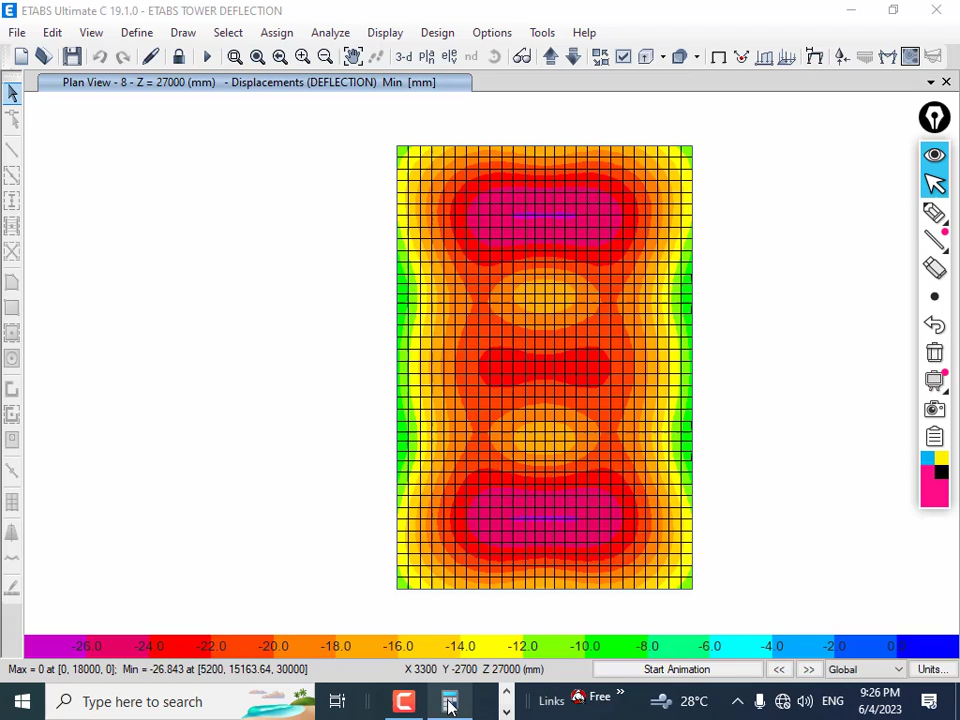 ETABS Ultimate C 19.1.0 - ETABS TOWER DEFLECTION
File Edit View Define Draw Select Assign Analyze Display Design Options Tools Help
3-d plan elev nd
Plan View - 8 - Z = 27000 (mm) - Displacements (DEFLECTION) Min [mm]
-26.0 -24.0 -22.0 -20.0 -18.0 -16.0 -14.0 -12.0 -10.0 -8.0 -6.0 -4.0 -2.0 0.0
Max = 0 at [0, 18000, 0]; Min = -26.843 at [5200, 15163.64, 30000] X 3300 Y -2700 Z 27000 (mm) Start Animation << >> Global Units...
Type here to search Links Free » 28°C ENG 9:26 PM
6/4/2023